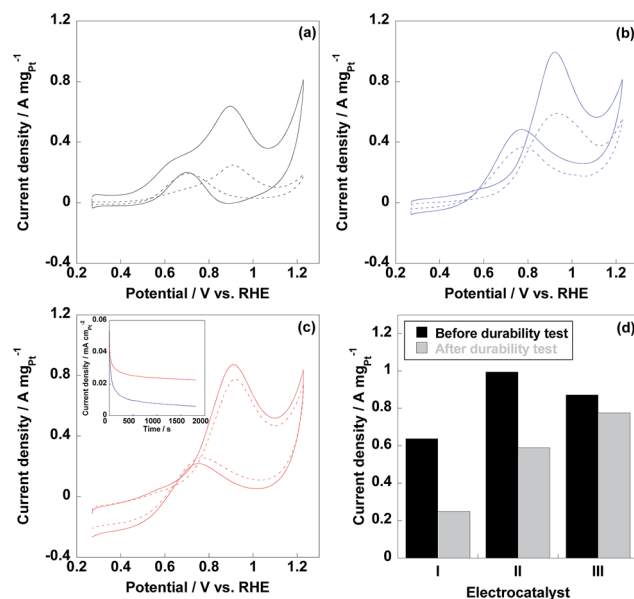 (a)
Current density / A mg_Pt^-1
1.2
0.8
0.4
0
-0.4
0.2 0.4 0.6 0.8 1 1.2
Potential / V vs. RHE
(b)
Current density / A mg_Pt^-1
1.2
0.8
0.4
0
-0.4
0.2 0.4 0.6 0.8 1 1.2
Potential / V vs. RHE
(c)
Current density / A mg_Pt^-1
1.2
0.8
0.4
0
-0.4
0.2 0.4 0.6 0.8 1 1.2
Potential / V vs. RHE
Current density / mA cm_Pt^-2
0.06
0.04
0.02
0
0 500 1000 1500 2000
Time / s
(d)
Before durability test
After durability test
Current density / A mg_Pt^-1
1.2
1
0.8
0.6
0.4
0.2
0
I II III
Electrocatalyst